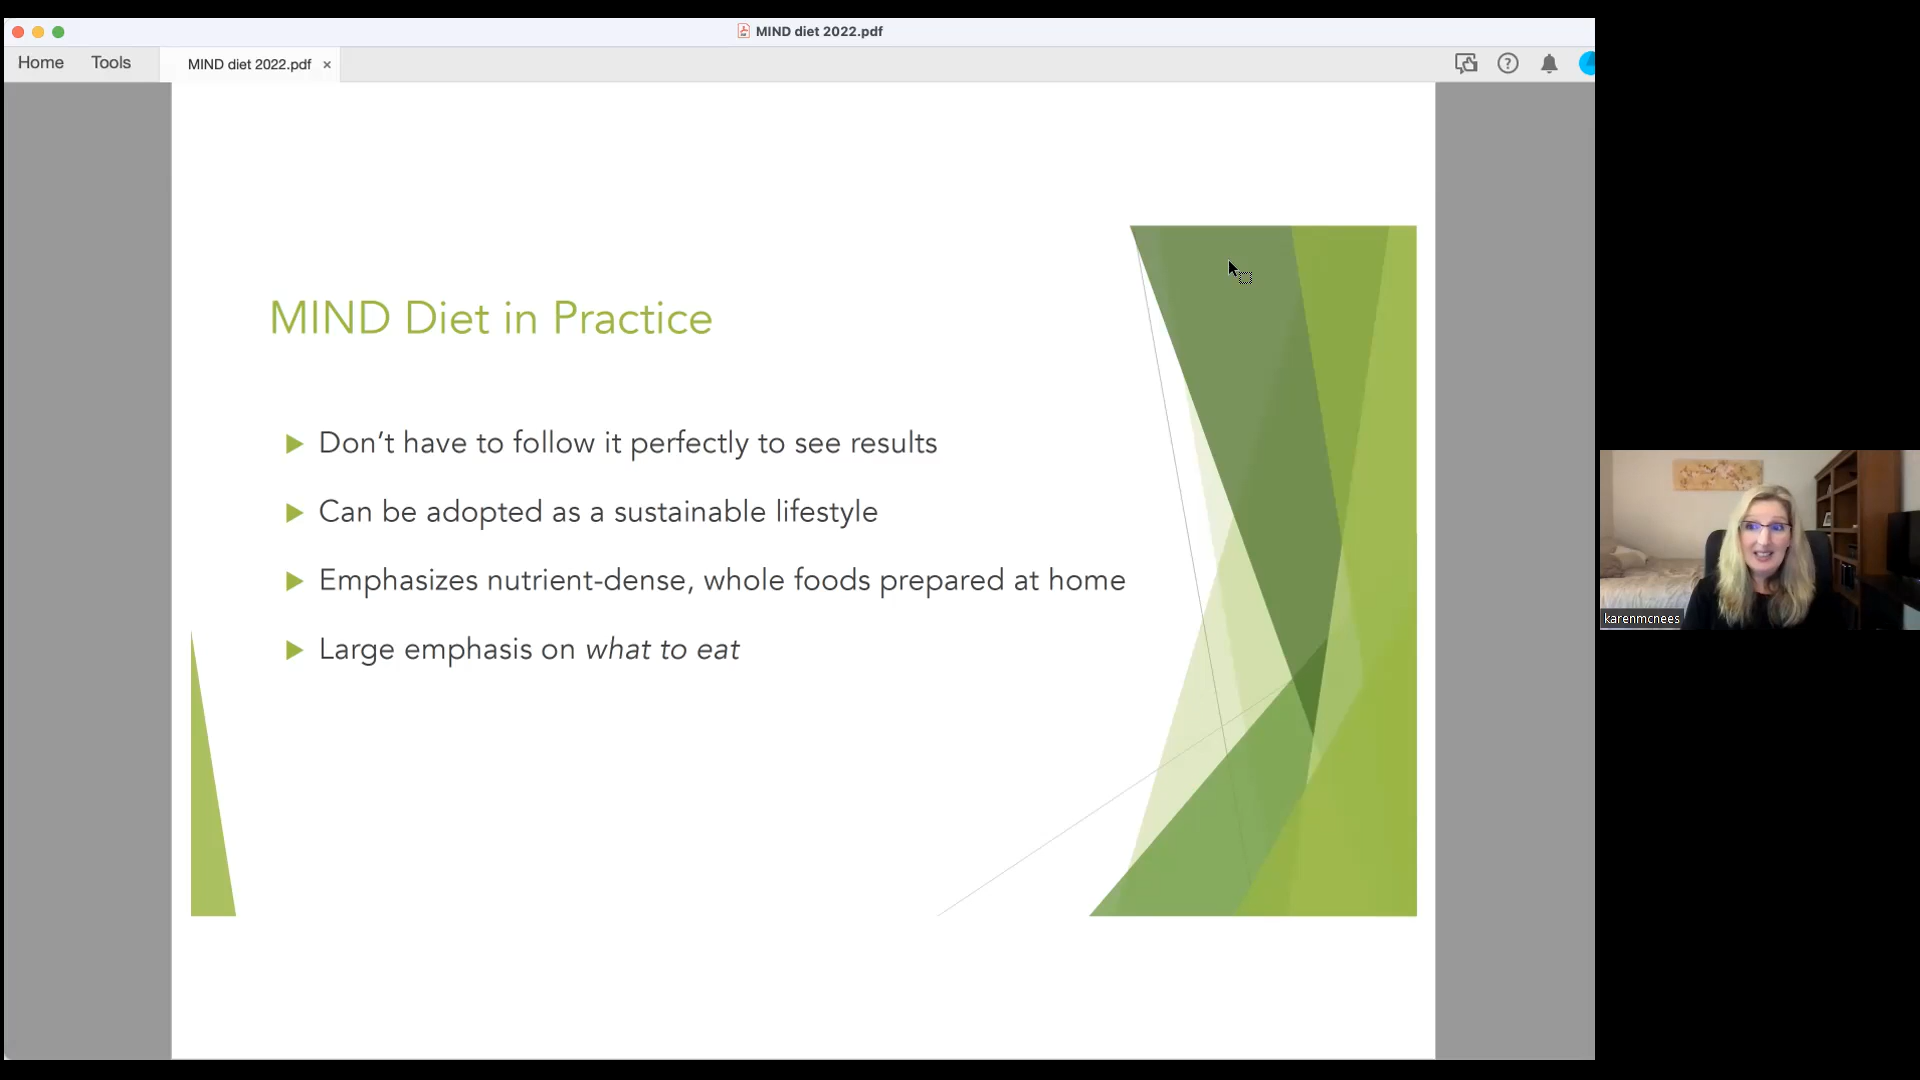 MIND diet 2022.pdf
Home Tools MIND diet 2022.pdf ×
MIND Diet in Practice
Don’t have to follow it perfectly to see results
Can be adopted as a sustainable lifestyle
Emphasizes nutrient-dense, whole foods prepared at home
Large emphasis on what to eat
karenmcnees